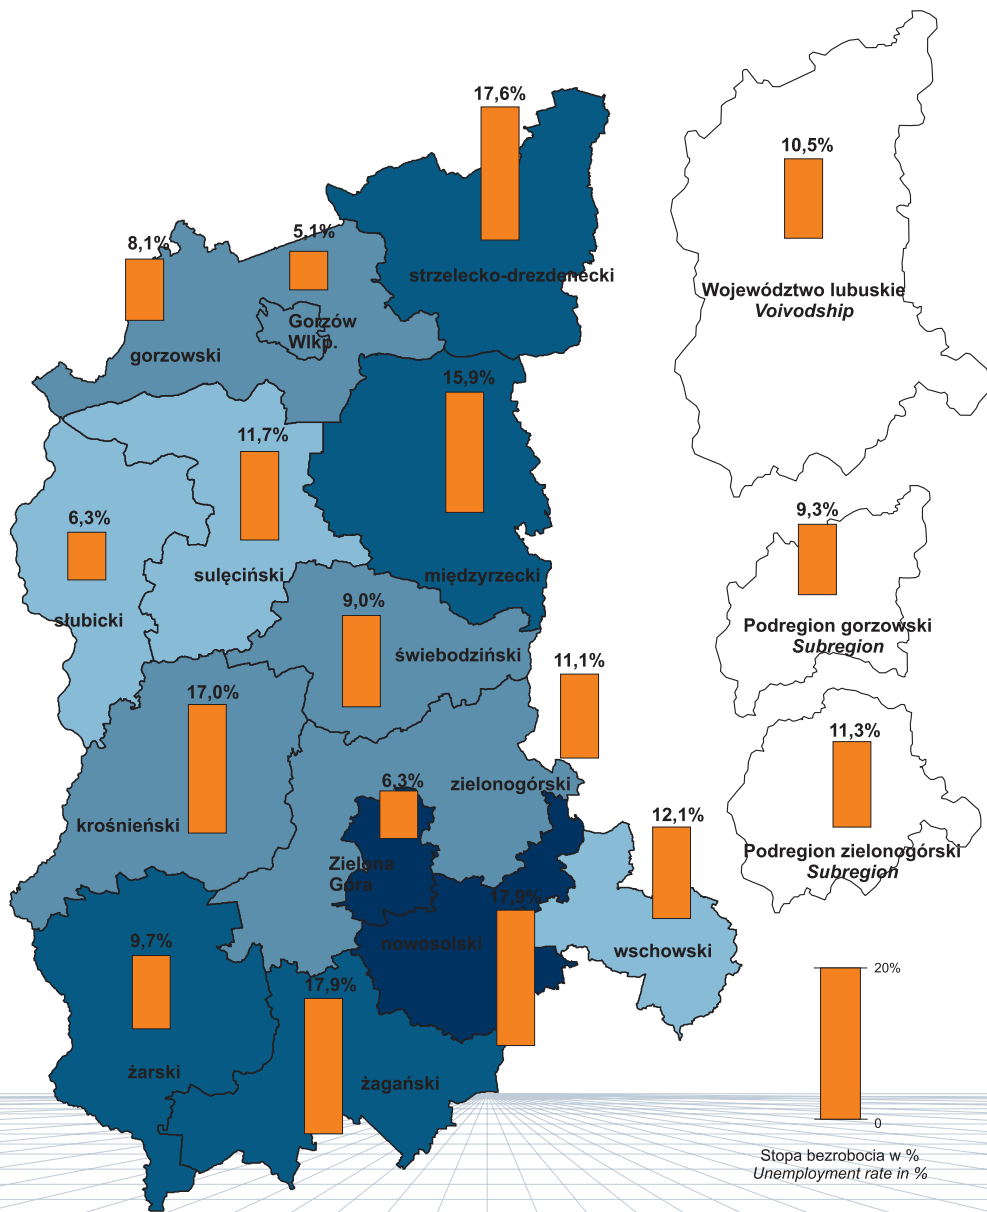 17,6%
strzelecko-drezdenecki
8,1%
gorzowski
5,1%
Gorzów
Wlkp.
15,9%
międzyrzecki
11,7%
sulęciński
6,3%
słubicki
9,0%
świebodziński
11,1%
zielonogórski
17,0%
krośnieński
6,3%
Zielona
Góra
12,1%
wschowski
17,9%
nowosolski
9,7%
żarski
17,9%
żagański
10,5%
Województwo lubuskie
Voivodship
9,3%
Podregion gorzowski
Subregion
11,3%
Podregion zielonogórski
Subregion
20%
0
Stopa bezrobocia w %
Unemployment rate in %